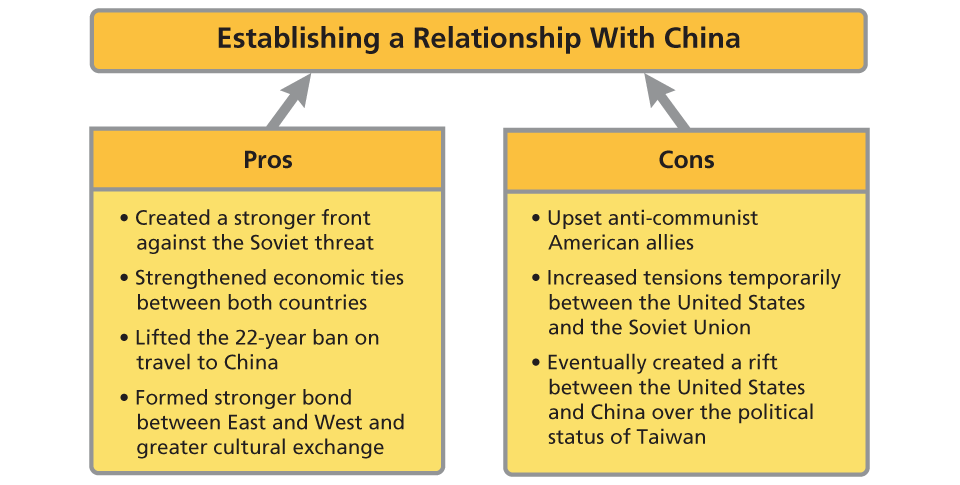 Establishing a Relationship With China
Pros
• Created a stronger front
against the Soviet threat
• Strengthened economic ties
between both countries
• Lifted the 22-year ban on
travel to China
• Formed stronger bond
between East and West and
greater cultural exchange
Cons
• Upset anti-communist
American allies
• Increased tensions temporarily
between the United States
and the Soviet Union
• Eventually created a rift
between the United States
and China over the political
status of Taiwan